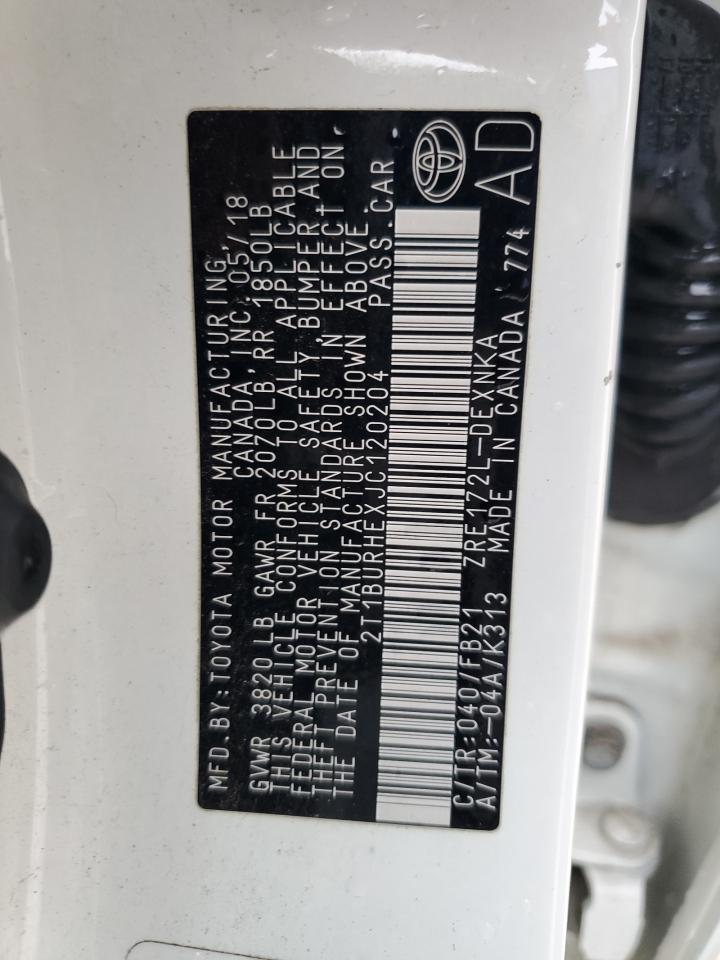 MFD. BY: TOYOTA MOTOR MANUFACTURING,
CANADA, INC. 05/18
GVWR 3820LB GAWR FR 2070LB, RR 1850LB
THIS VEHICLE CONFORMS TO ALL APPLICABLE
FEDERAL MOTOR VEHICLE SAFETY, BUMPER AND
THEFT PREVENTION STANDARDS IN EFFECT ON
THE DATE OF MANUFACTURE SHOWN ABOVE.
2T1BURHEXJC120204 PASS. CAR
C/TR: 040/FB21 ZRE172L-DEXNKA
A/TM: -04A/K313 MADE IN CANADA 774
AD